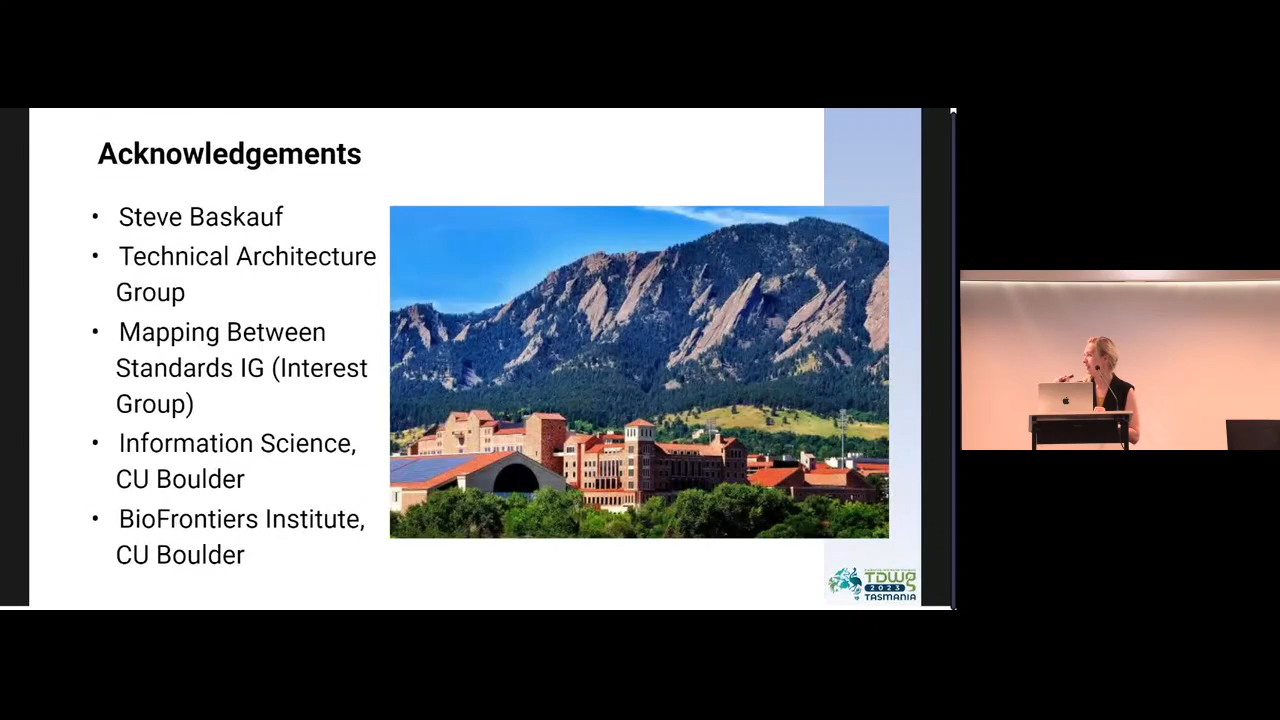 Acknowledgements
• Steve Baskauf
• Technical Architecture
Group
• Mapping Between
Standards IG (Interest
Group)
• Information Science,
CU Boulder
• BioFrontiers Institute,
CU Boulder
TDWG
2023
TASMANIA